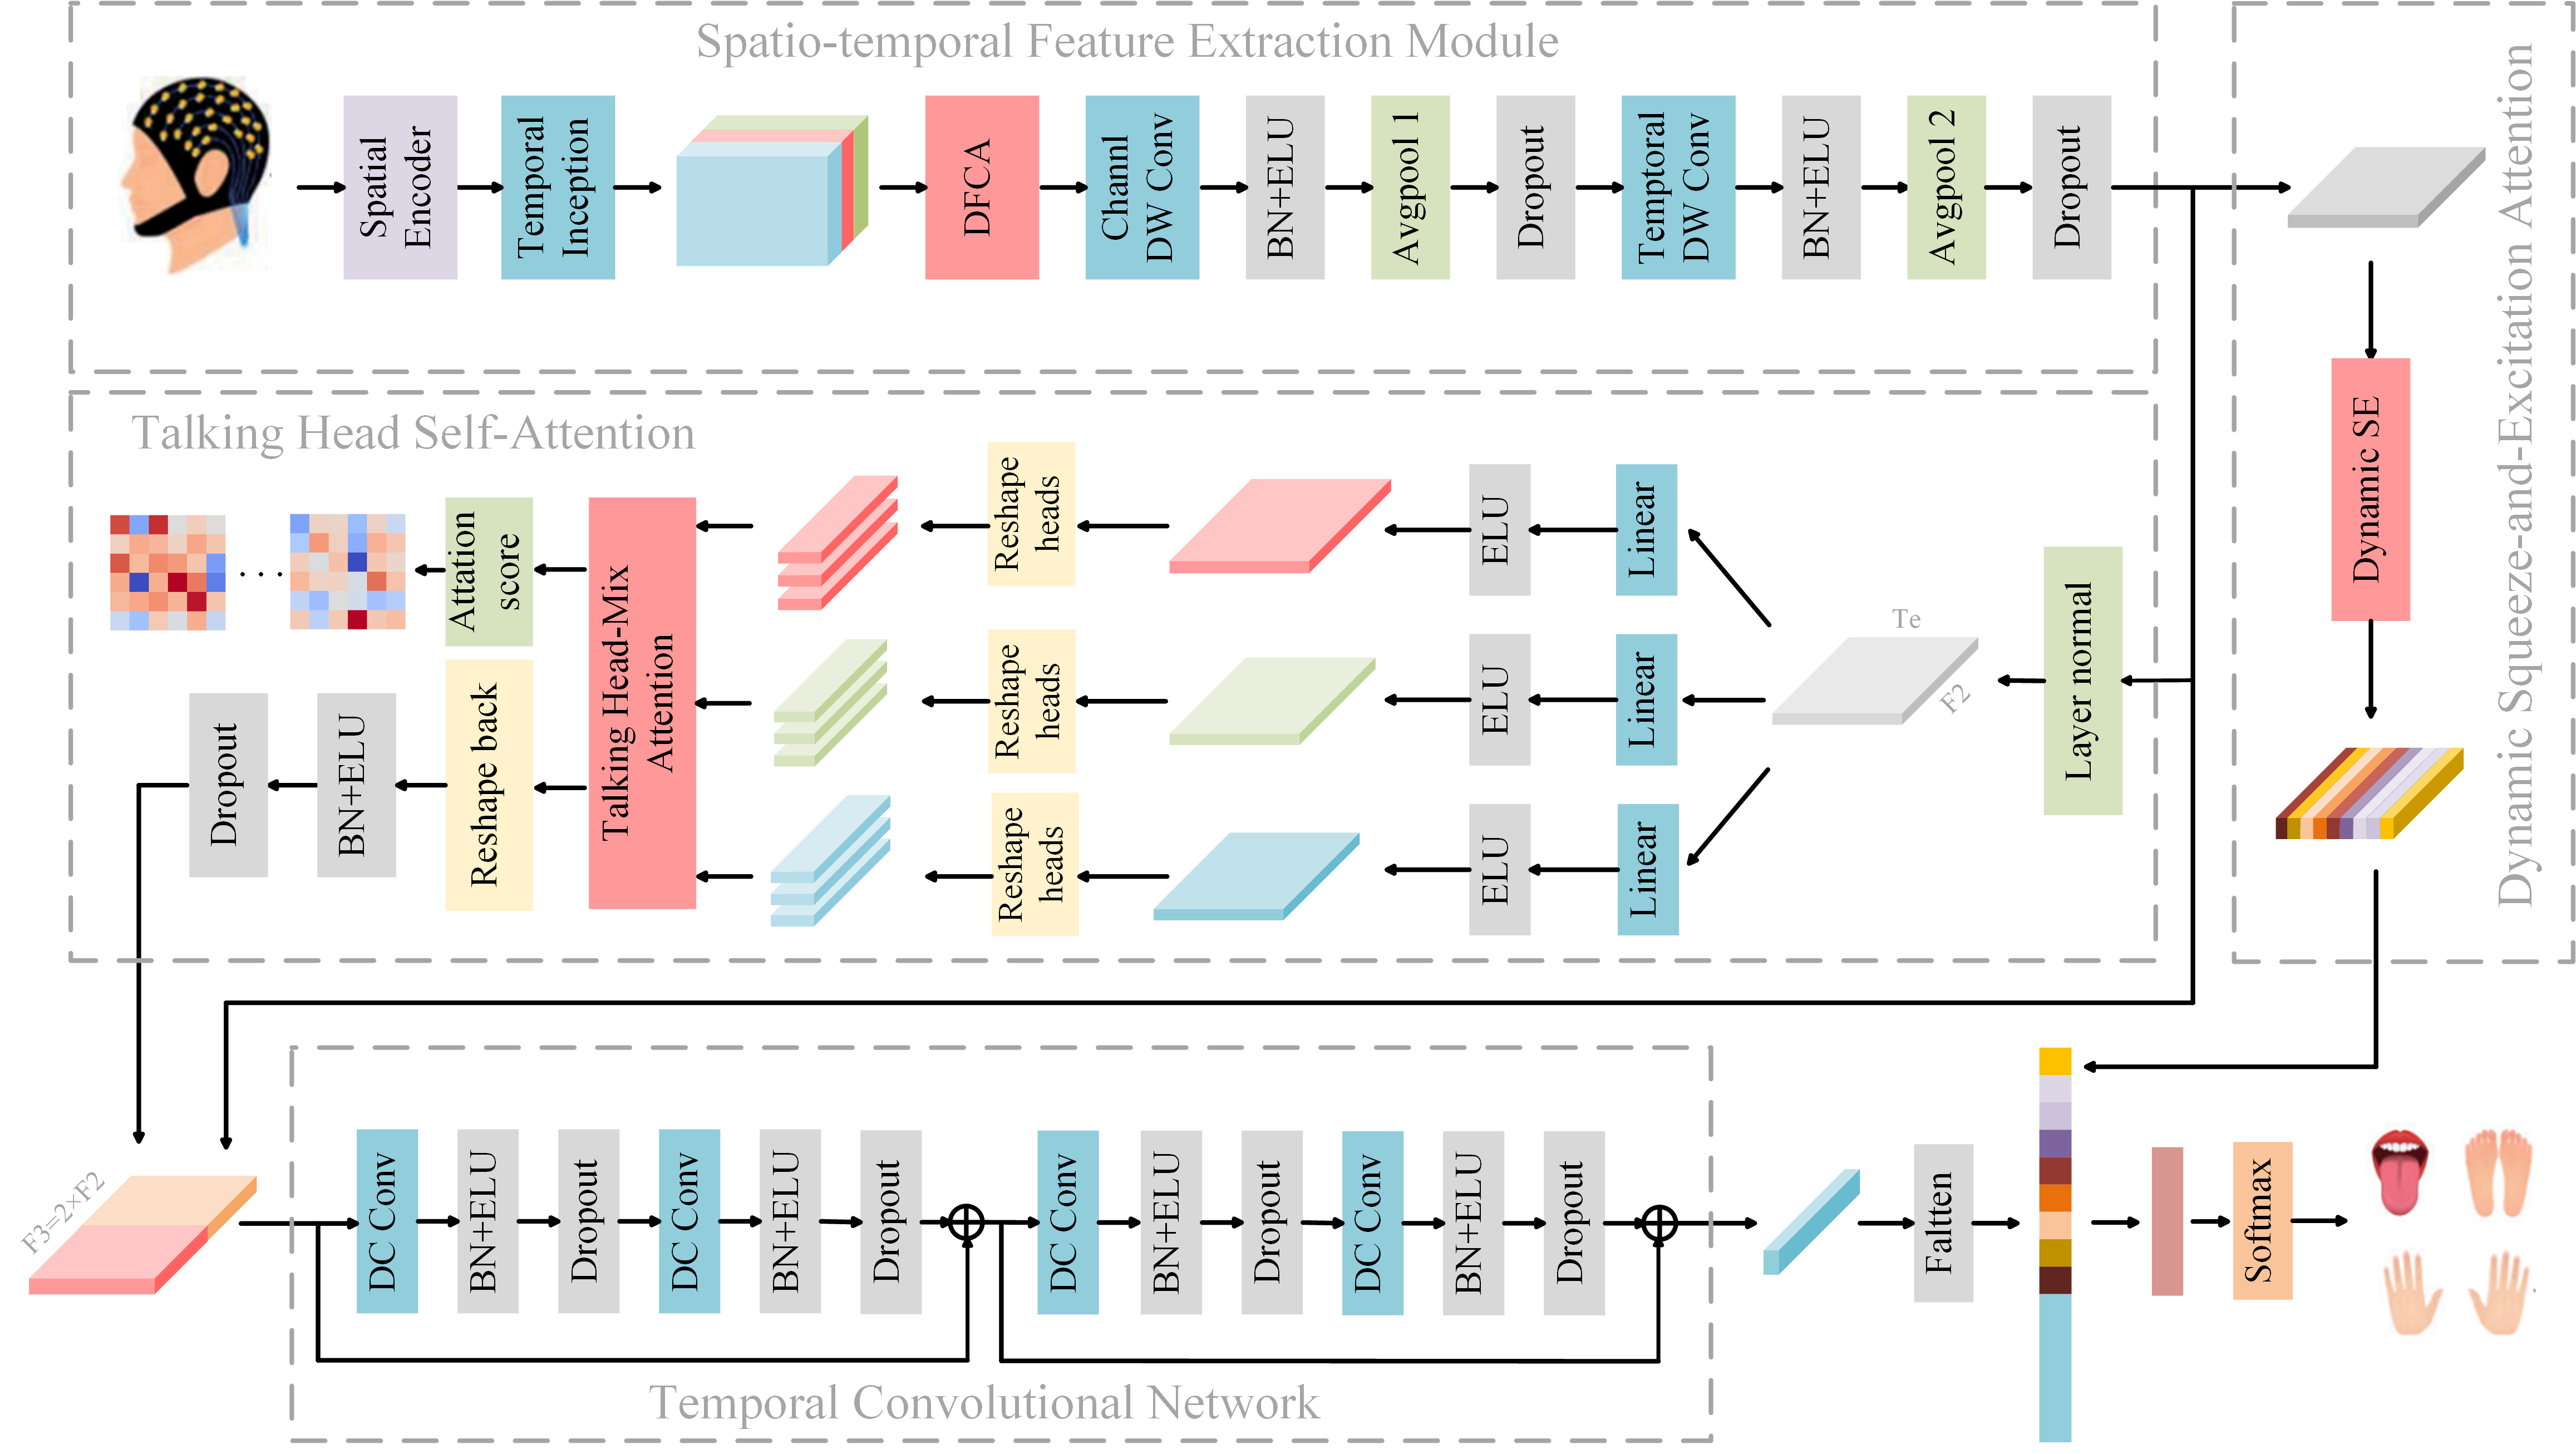 Spatio-temporal Feature Extraction Module
Spatial
Encoder
Temporal
Inception
DFCA
Channl
DW Conv
BN+ELU
Avgpool 1
Dropout
Temptoral
DW Conv
BN+ELU
Avgpool 2
Dropout
Dynamic Squeeze-and-Excitation Attention
Dynamic SE
Talking Head Self-Attention
Layer normal
Te
F2
Linear
ELU
Reshape
heads
Linear
ELU
Reshape
heads
Linear
ELU
Reshape
heads
Talking Head-Mix
Attention
Attation
score
...
Reshape back
BN+ELU
Dropout
F3=2×F2
DC Conv
BN+ELU
Dropout
DC Conv
BN+ELU
Dropout
DC Conv
BN+ELU
Dropout
DC Conv
BN+ELU
Dropout
Temporal Convolutional Network
Faltten
Softmax